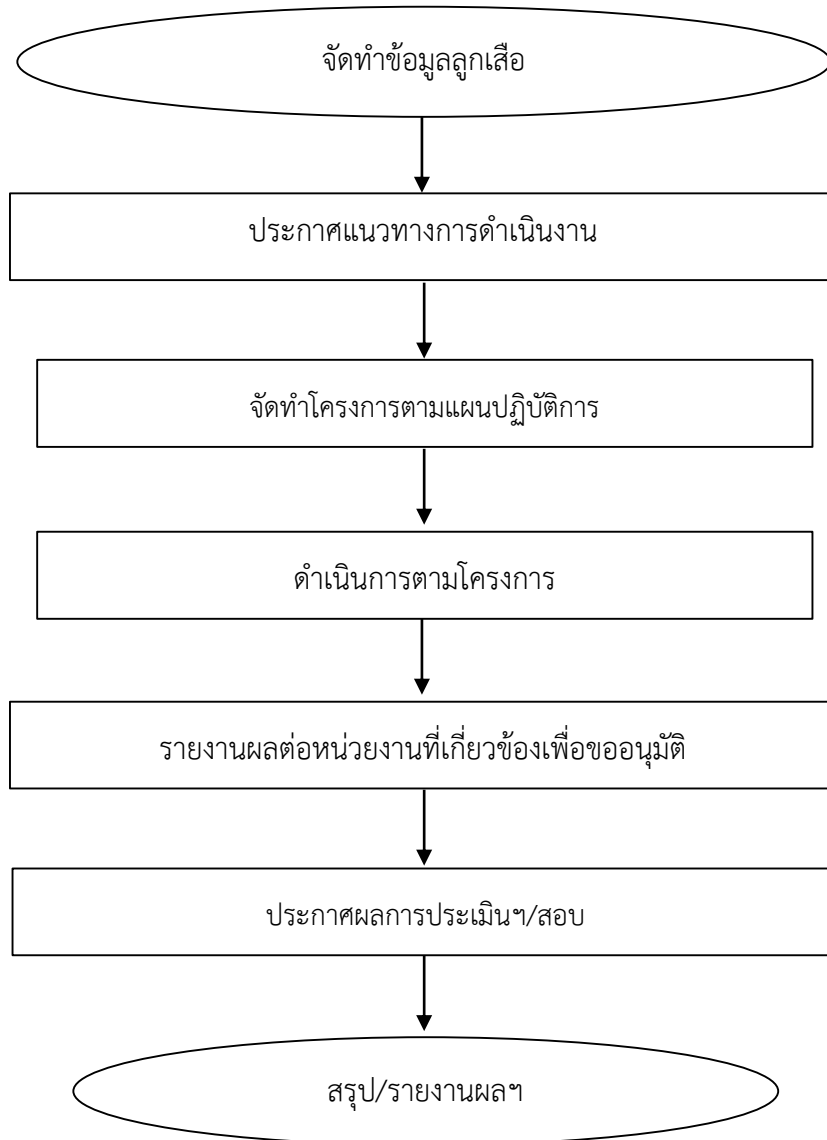 จัดทำข้อมูลลูกเสือ
ประกาศแนวทางการดำเนินงาน
จัดทำโครงการตามแผนปฏิบัติการ
ดำเนินการตามโครงการ
รายงานผลต่อหน่วยงานที่เกี่ยวข้องเพื่อขออนุมัติ
ประกาศผลการประเมินฯ/สอบ
สรุป/รายงานผลฯ